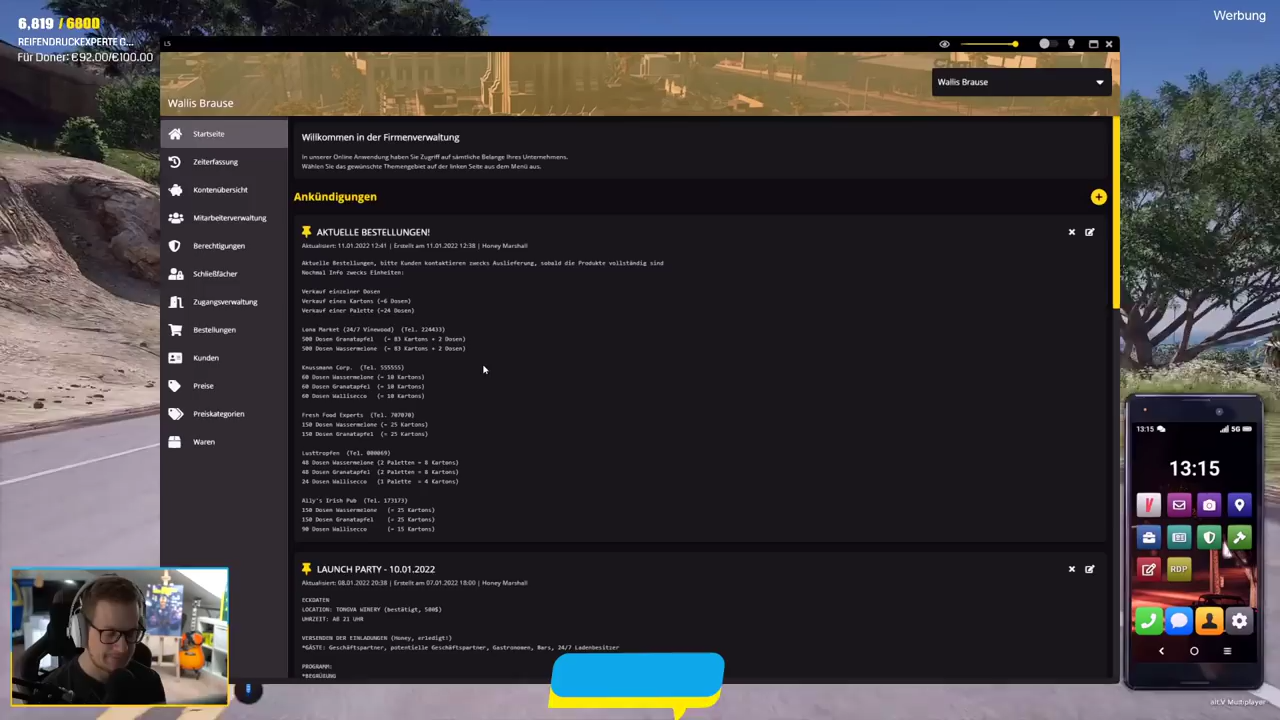 6,819 / 6800
REIFENDRUCKEXPERTE G...
Für Döner: €92.00/€100.00
Werbung
L5
Wallis Brause
Wallis Brause
Startseite
Zeiterfassung
Kontenübersicht
Mitarbeiterverwaltung
Berechtigungen
Schließfächer
Zugangsverwaltung
Bestellungen
Kunden
Preise
Preiskategorien
Waren
Willkommen in der Firmenverwaltung
In unserer Online Anwendung haben Sie Zugriff auf sämtliche Belange Ihres Unternehmens.
Wählen Sie das gewünschte Themengebiet auf der linken Seite aus dem Menü aus.
Ankündigungen
AKTUELLE BESTELLUNGEN!
Aktualisiert: 11.01.2022 12:41 | Erstellt am 11.01.2022 12:38 | Honey Marshall
Aktuelle Bestellungen, bitte Kunden kontaktieren zwecks Auslieferung, sobald die Produkte vollständig sind
Nochmal Info zwecks Einheiten:
Verkauf einzelner Dosen
Verkauf eines Kartons (=6 Dosen)
Verkauf einer Palette (=24 Dosen)
Lona Market (24/7 Vinewood) (Tel. 224433)
500 Dosen Granatapfel (= 83 Kartons + 2 Dosen)
500 Dosen Wassermelone (= 83 Kartons + 2 Dosen)
Knussmann Corp. (Tel. 555555)
60 Dosen Wassermelone (= 10 Kartons)
60 Dosen Granatapfel (= 10 Kartons)
60 Dosen Wallisecco (= 10 Kartons)
Fresh Food Experts (Tel. 707070)
150 Dosen Wassermelone (= 25 Kartons)
150 Dosen Granatapfel (= 25 Kartons)
Lusttropfen (Tel. 080069)
48 Dosen Wassermelone (2 Paletten = 8 Kartons)
48 Dosen Granatapfel (2 Paletten = 8 Kartons)
24 Dosen Wallisecco (1 Palette = 4 Kartons)
Ally's Irish Pub (Tel. 173173)
150 Dosen Wassermelone (= 25 Kartons)
150 Dosen Granatapfel (= 25 Kartons)
90 Dosen Wallisecco (= 15 Kartons)
LAUNCH PARTY - 10.01.2022
Aktualisiert: 08.01.2022 20:38 | Erstellt am 07.01.2022 18:00 | Honey Marshall
ECKDATEN
LOCATION: TONGVA WINERY (bestätigt, 500$)
UHRZEIT: AB 21 UHR
VERSENDEN DER EINLADUNGEN (Honey, erledigt!)
*GÄSTE: Geschäftspartner, potentielle Geschäftspartner, Gastronomen, Bars, 24/7 Ladenbesitzer
PROGRAMM:
*BEGRÜßUNG
13:15
5G
13:15
RDP
alt:V Multiplayer